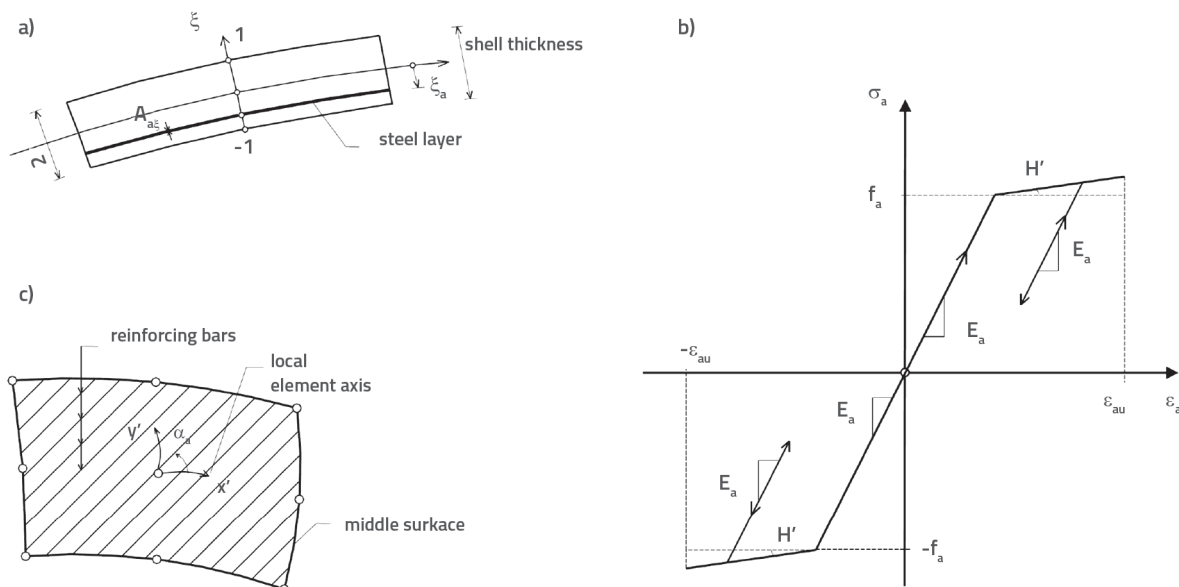 a)
ξ
1
shell thickness
ξa
Aaξ
steel layer
2
-1
b)
σa
H'
fa
Ea
Ea
-εau
εau
εa
Ea
Ea
H'
-fa
c)
reinforcing bars
local
element axis
y'
αa
x'
middle surkace